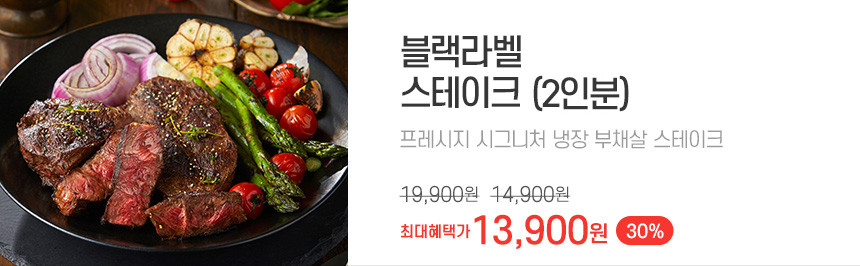 블랙라벨
스테이크 (2인분)
프레시지 시그니처 냉장 부채살 스테이크
19,900원 14,900원
최대혜택가 13,900원 30%